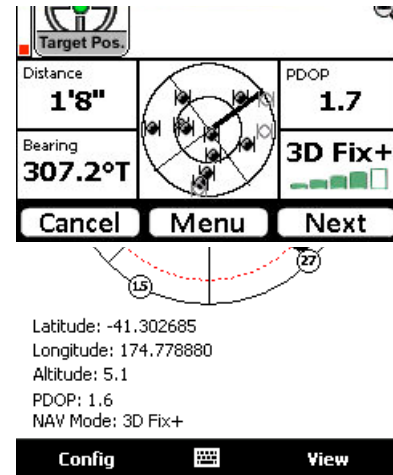 Target Pos.
Distance
1'8"
PDOP
1.7
Bearing
307.2°T
3D Fix+
Cancel
Menu
Next
27
15
Latitude: -41.302685
Longitude: 174.778880
Altitude: 5.1
PDOP: 1.6
NAV Mode: 3D Fix+
Config
View